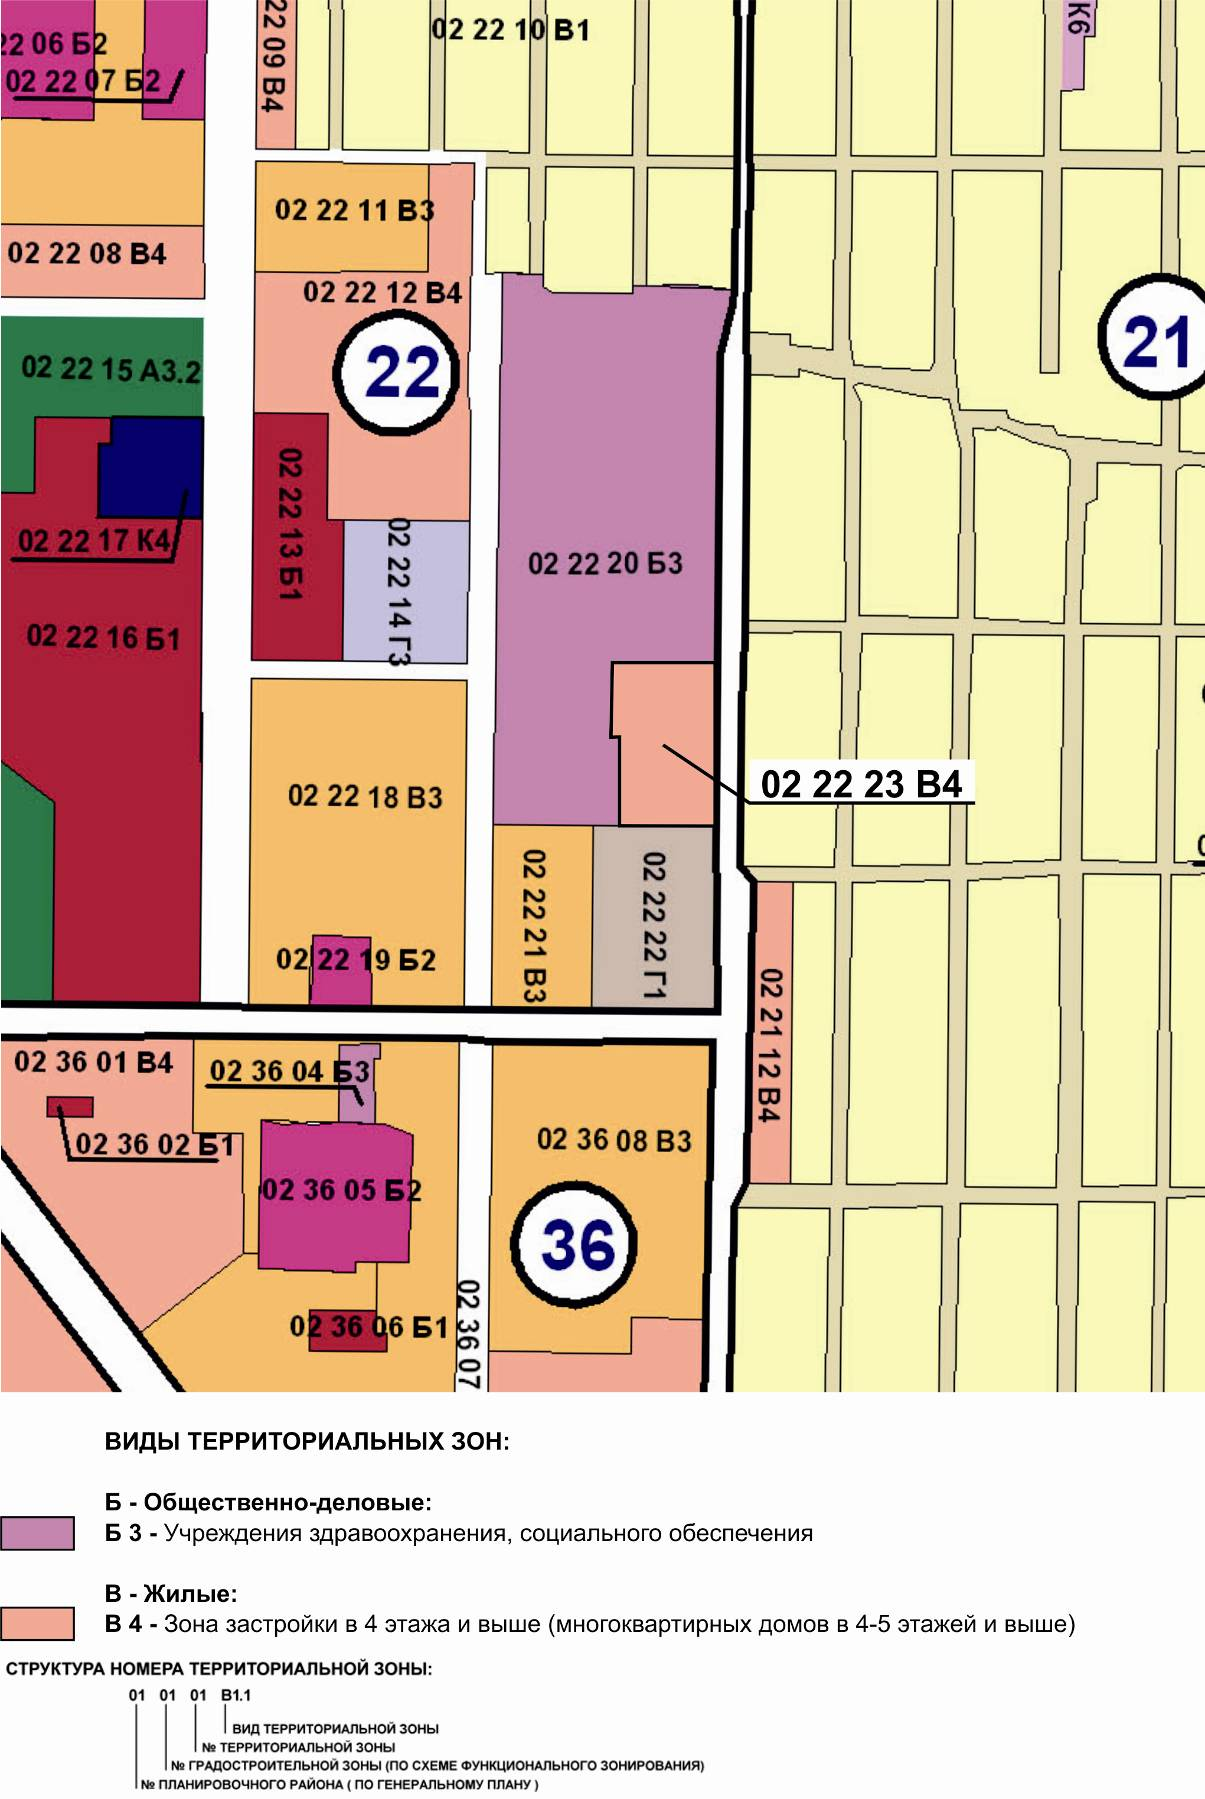 22 06 Б2
02 22 07 Б2
22 09 В4
02 22 10 В1
К6
02 22 08 В4
02 22 11 В3
02 22 12 В4
22
21
02 22 15 А3.2
02 22 17 К4
02 22 16 Б1
02 22 13 Б1
02 22 14 Г3
02 22 20 Б3
02 22 18 В3
02 22 23 В4
02 22 19 Б2
02 22 21 В3
02 22 22 Г1
02 21 12 В4
02 36 01 В4
02 36 02 Б1
02 36 04 Б3
02 36 05 Б2
02 36 06 Б1
02 36 07
02 36 08 В3
36
ВИДЫ ТЕРРИТОРИАЛЬНЫХ ЗОН:
Б - Общественно-деловые:
Б 3 - Учреждения здравоохранения, социального обеспечения
В - Жилые:
В 4 - Зона застройки в 4 этажа и выше (многоквартирных домов в 4-5 этажей и выше)
СТРУКТУРА НОМЕРА ТЕРРИТОРИАЛЬНОЙ ЗОНЫ:
01 01 01 В1.1
ВИД ТЕРРИТОРИАЛЬНОЙ ЗОНЫ
№ ТЕРРИТОРИАЛЬНОЙ ЗОНЫ
№ ГРАДОСТРОИТЕЛЬНОЙ ЗОНЫ (ПО СХЕМЕ ФУНКЦИОНАЛЬНОГО ЗОНИРОВАНИЯ)
№ ПЛАНИРОВОЧНОГО РАЙОНА ( ПО ГЕНЕРАЛЬНОМУ ПЛАНУ )